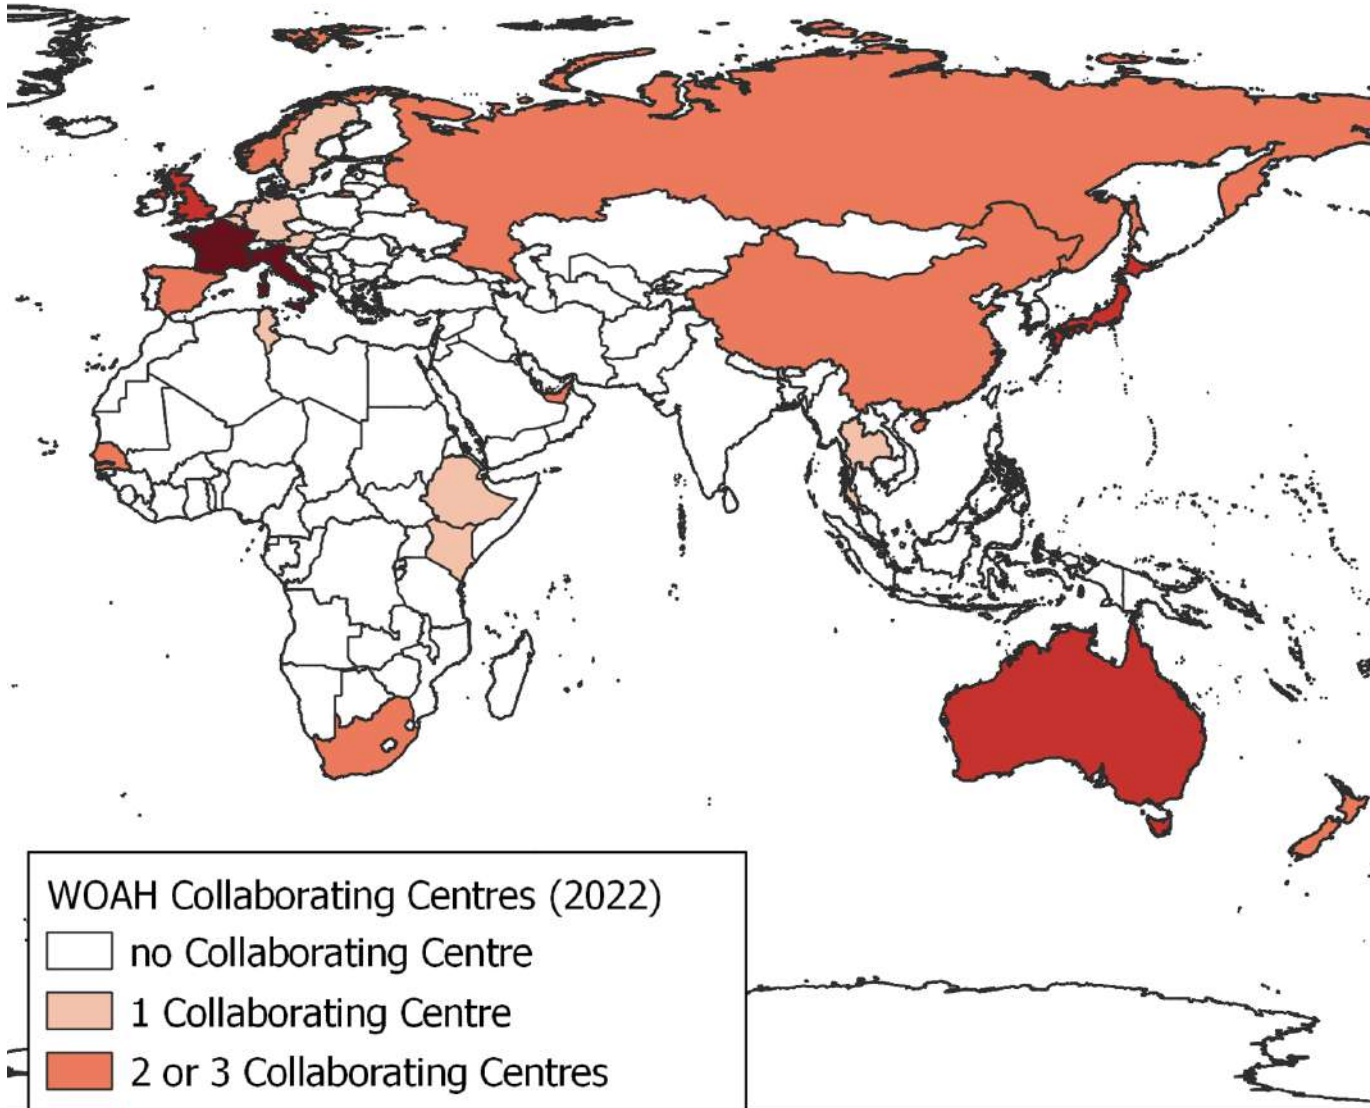 WOAH Collaborating Centres (2022)
no Collaborating Centre
1 Collaborating Centre
2 or 3 Collaborating Centres